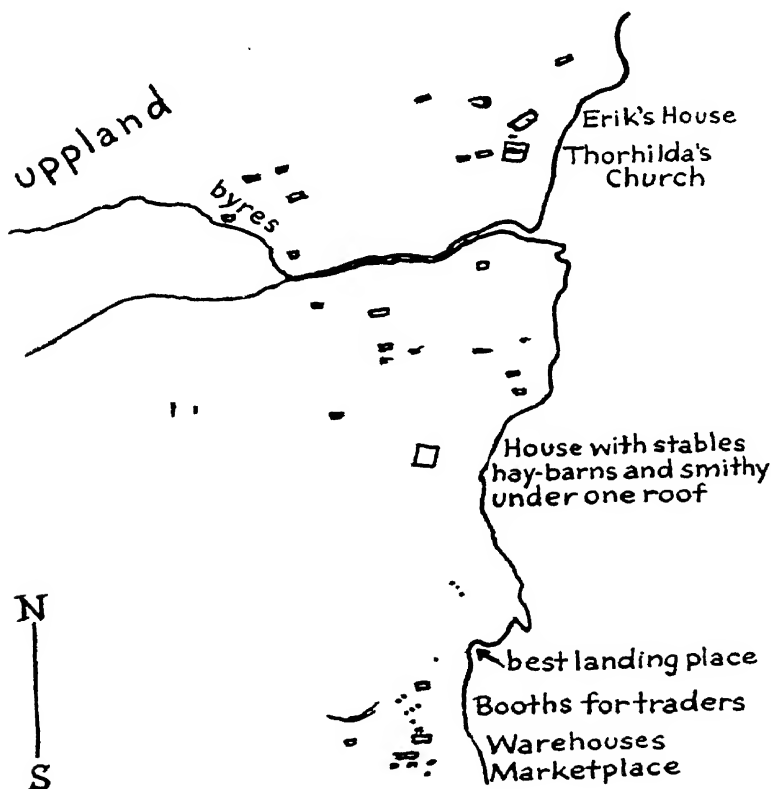 uppland
byres
Erik's House
Thorhilda's
Church
House with stables
hay-barns and smithy
under one roof
N
S
best landing place
Booths for traders
Warehouses
Marketplace